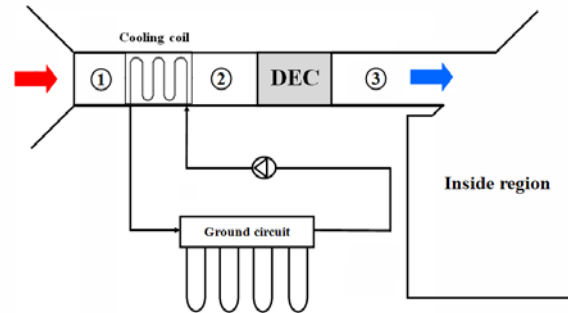 Cooling coil
① ② DEC ③
Inside region
Ground circuit